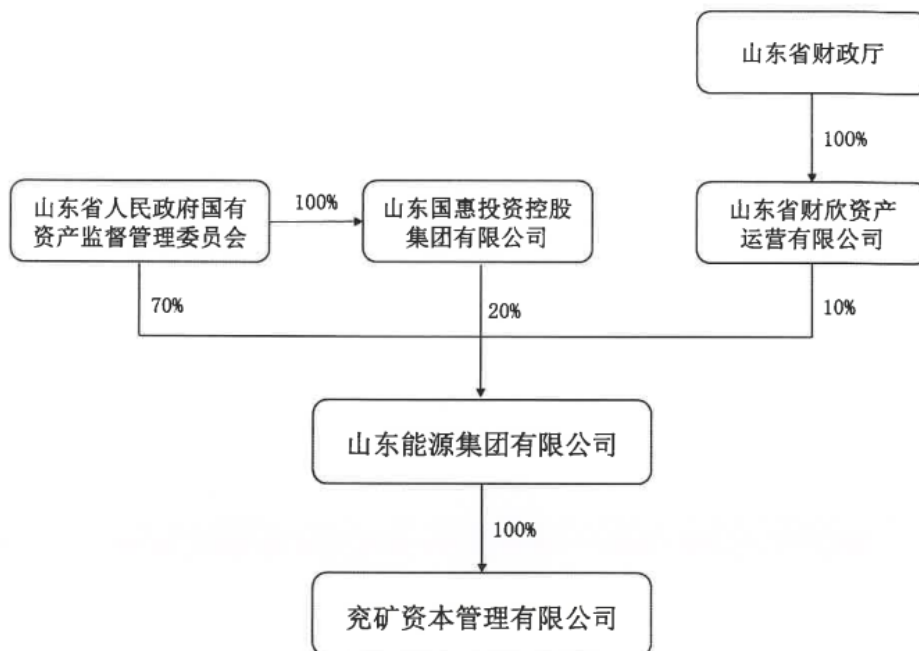 山东省财政厅
100%
山东省人民政府国有
资产监督管理委员会
100%
山东国惠投资控股
集团有限公司
山东省财欣资产
运营有限公司
70%
20%
10%
山东能源集团有限公司
100%
兖矿资本管理有限公司